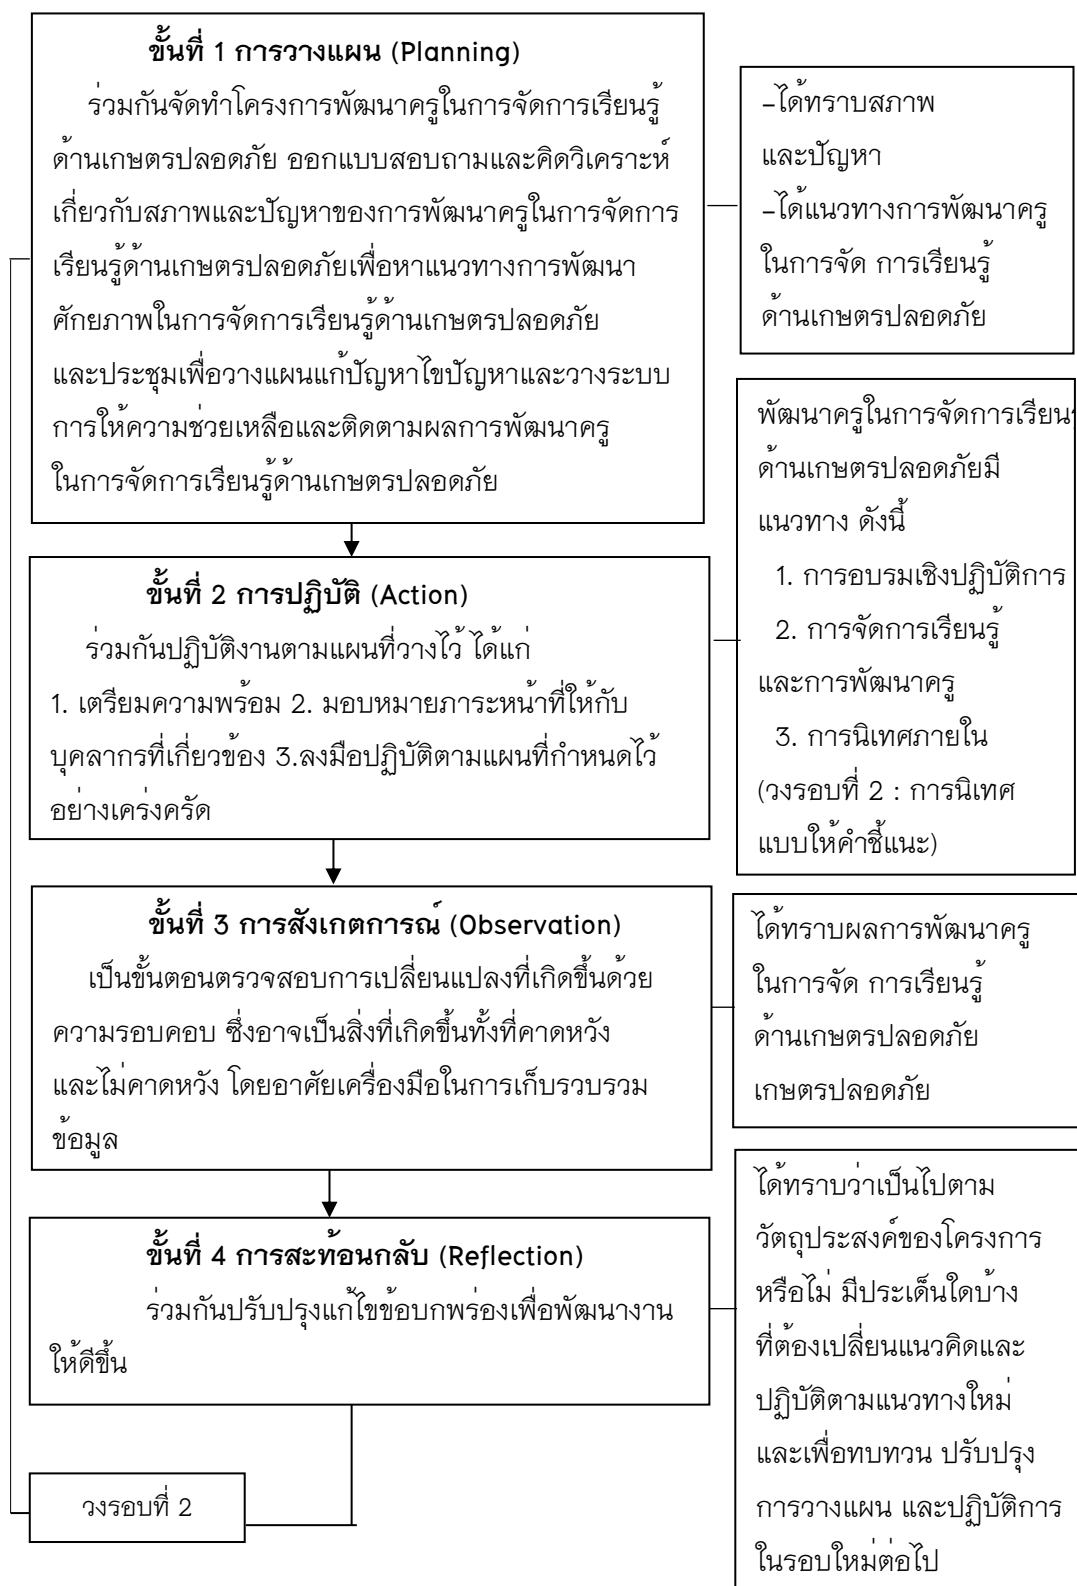 ขั้นที่ 1 การวางแผน (Planning)
ร่วมกันจัดทำโครงการพัฒนาครูในการจัดการเรียนรู้
ด้านเกษตรปลอดภัย ออกแบบสอบถามและคิดวิเคราะห์
เกี่ยวกับสภาพและปัญหาของการพัฒนาครูในการจัดการ
เรียนรู้ด้านเกษตรปลอดภัยเพื่อหาแนวทางการพัฒนา
ศักยภาพในการจัดการเรียนรู้ด้านเกษตรปลอดภัย
และประชุมเพื่อวางแผนแก้ปัญหาไขปัญหาและวางระบบ
การให้ความช่วยเหลือและติดตามผลการพัฒนาครู
ในการจัดการเรียนรู้ด้านเกษตรปลอดภัย
-ได้ทราบสภาพ
และปัญหา
-ได้แนวทางการพัฒนาครู
ในการจัด การเรียนรู้
ด้านเกษตรปลอดภัย
ขั้นที่ 2 การปฏิบัติ (Action)
ร่วมกันปฏิบัติงานตามแผนที่วางไว้ ได้แก่
1. เตรียมความพร้อม 2. มอบหมายภาระหน้าที่ให้กับ
บุคลากรที่เกี่ยวข้อง 3.ลงมือปฏิบัติตามแผนที่กำหนดไว้
อย่างเคร่งครัด
พัฒนาครูในการจัดการเรียนร
ด้านเกษตรปลอดภัยมี
แนวทาง ดังนี้
1. การอบรมเชิงปฏิบัติการ
2. การจัดการเรียนรู้
และการพัฒนาครู
3. การนิเทศภายใน
(วงรอบที่ 2 : การนิเทศ
แบบให้คำชี้แนะ)
ขั้นที่ 3 การสังเกตการณ์ (Observation)
เป็นขั้นตอนตรวจสอบการเปลี่ยนแปลงที่เกิดขึ้นด้วย
ความรอบคอบ ซึ่งอาจเป็นสิ่งที่เกิดขึ้นทั้งที่คาดหวัง
และไม่คาดหวัง โดยอาศัยเครื่องมือในการเก็บรวบรวม
ข้อมูล
ได้ทราบผลการพัฒนาครู
ในการจัด การเรียนรู้
ด้านเกษตรปลอดภัย
เกษตรปลอดภัย
ขั้นที่ 4 การสะท้อนกลับ (Reflection)
ร่วมกันปรับปรุงแก้ไขข้อบกพร่องเพื่อพัฒนางาน
ให้ดีขึ้น
ได้ทราบว่าเป็นไปตาม
วัตถุประสงค์ของโครงการ
หรือไม่ มีประเด็นใดบ้าง
ที่ต้องเปลี่ยนแนวคิดและ
ปฏิบัติตามแนวทางใหม่
และเพื่อทบทวน ปรับปรุง
การวางแผน และปฏิบัติการ
ในรอบใหม่ต่อไป
วงรอบที่ 2